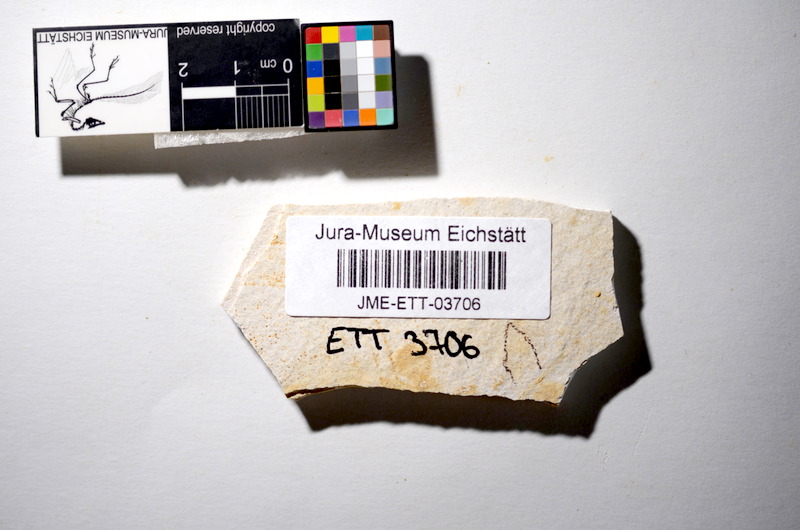 JURA-MUSEUM EICHSTÄTT
copyright reserved
2 1 cm 0
Jura-Museum Eichstätt
JME-ETT-03706
ETT 3706